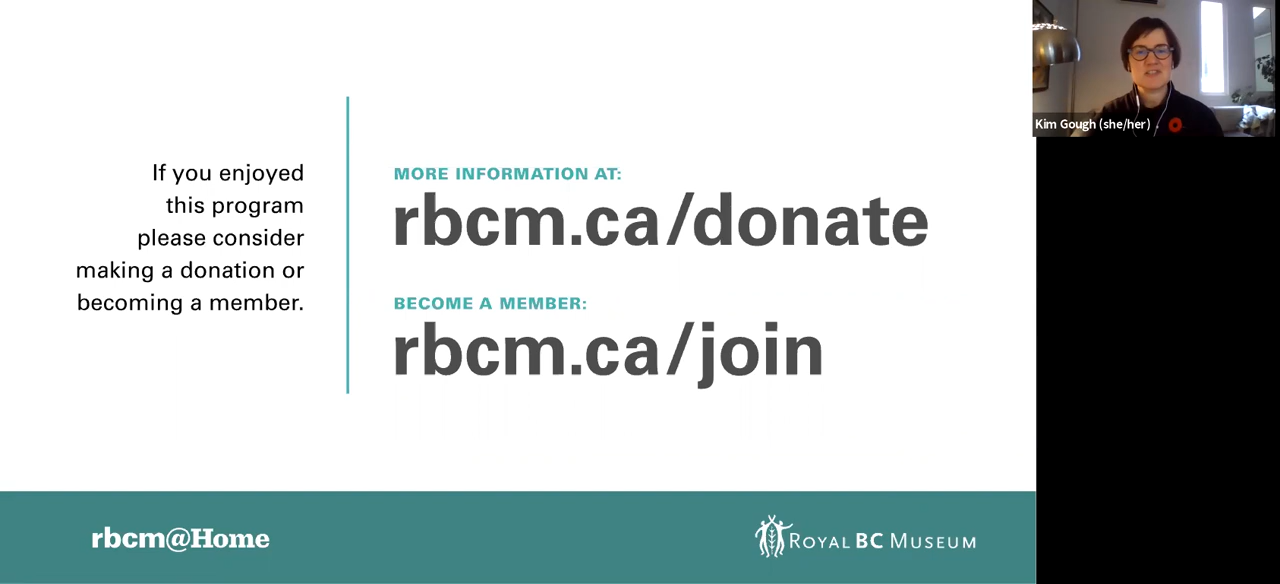 If you enjoyed
this program
please consider
making a donation or
becoming a member.
MORE INFORMATION AT:
rbcm.ca/donate
BECOME A MEMBER:
rbcm.ca/join
rbcm@Home
ROYAL BC MUSEUM
Kim Gough (she/her)